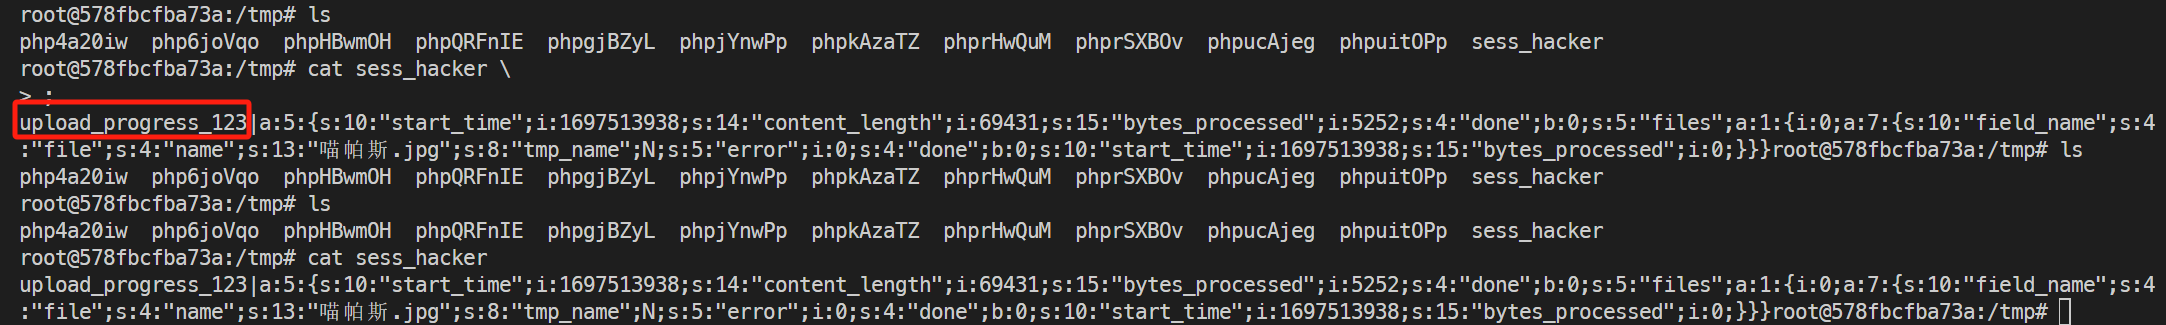 root@578fbcfba73a:/tmp# ls
php4a20iw  php6joVqo  phpHBwmOH  phpQRFnIE  phpgjBZyL  phpjYnwPp  phpkAzaTZ  phprHwQuM  phprSXBOv  phpucAjeg  phpuitOPp  sess_hacker
root@578fbcfba73a:/tmp# cat sess_hacker \
> ;
upload_progress_123|a:5:{s:10:"start_time";i:1697513938;s:14:"content_length";i:69431;s:15:"bytes_processed";i:5252;s:4:"done";b:0;s:5:"files";a:1:{i:0;a:7:{s:10:"field_name";s:4
:"file";s:4:"name";s:13:"喵帕斯.jpg";s:8:"tmp_name";N;s:5:"error";i:0;s:4:"done";b:0;s:10:"start_time";i:1697513938;s:15:"bytes_processed";i:0;}}}root@578fbcfba73a:/tmp# ls
php4a20iw  php6joVqo  phpHBwmOH  phpQRFnIE  phpgjBZyL  phpjYnwPp  phpkAzaTZ  phprHwQuM  phprSXBOv  phpucAjeg  phpuitOPp  sess_hacker
root@578fbcfba73a:/tmp# ls
php4a20iw  php6joVqo  phpHBwmOH  phpQRFnIE  phpgjBZyL  phpjYnwPp  phpkAzaTZ  phprHwQuM  phprSXBOv  phpucAjeg  phpuitOPp  sess_hacker
root@578fbcfba73a:/tmp# cat sess_hacker
upload_progress_123|a:5:{s:10:"start_time";i:1697513938;s:14:"content_length";i:69431;s:15:"bytes_processed";i:5252;s:4:"done";b:0;s:5:"files";a:1:{i:0;a:7:{s:10:"field_name";s:4
:"file";s:4:"name";s:13:"喵帕斯.jpg";s:8:"tmp_name";N;s:5:"error";i:0;s:4:"done";b:0;s:10:"start_time";i:1697513938;s:15:"bytes_processed";i:0;}}}root@578fbcfba73a:/tmp#